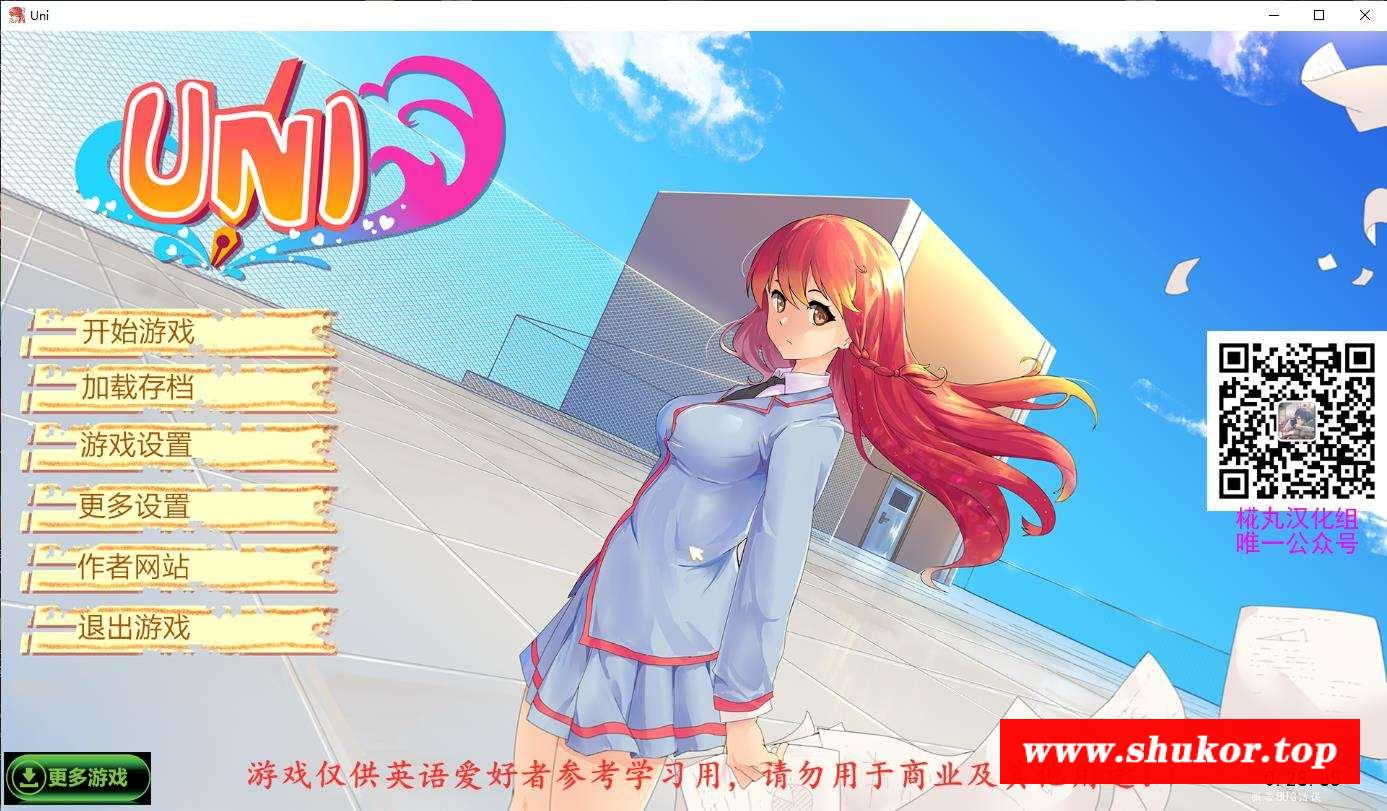 Uni
UNI
开始游戏
加载存档
游戏设置
更多设置
作者网站
退出游戏
椛丸汉化组
唯一公众号
更多游戏
游戏仅供英语爱好者参考学习用，请勿用于商业及
www.shukor.top